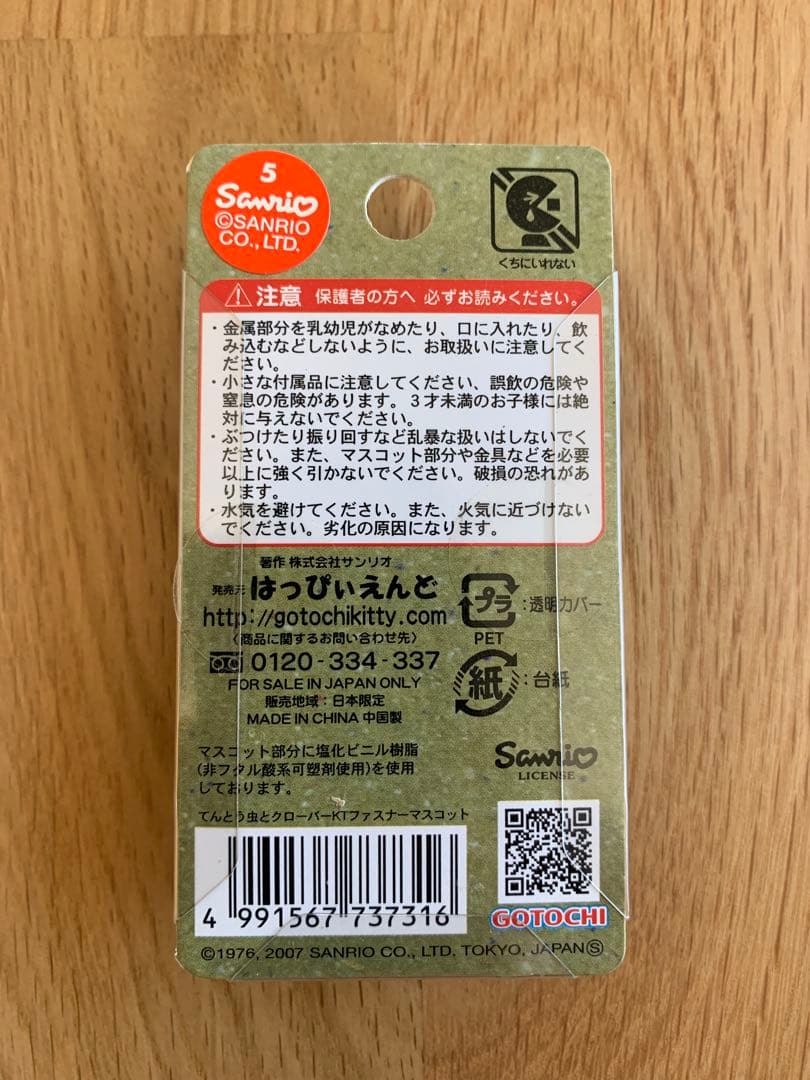 5
Sanrio
©SANRIO
CO., LTD.
くちにいれない
注意 保護者の方へ 必ずお読みください。
・金属部分を乳幼児がなめたり、口に入れたり、飲
み込むなどしないように、お取扱いに注意してく
ださい。
・小さな付属品に注意してください、誤飲の危険や
窒息の危険があります。3才未満のお子様には絶
対に与えないでください。
・ぶつけたり振り回すなど乱暴な扱いはしないでく
ださい。また、マスコット部分や金具などを必要
以上に強く引かないでください。破損の恐れがあ
ります。
・水気を避けてください。また、火気に近づけない
でください。劣化の原因になります。
著作 株式会社サンリオ
発売元 はっぴぃえんど
http://gotochikitty.com
〈商品に関するお問い合わせ先〉
0120-334-337
FOR SALE IN JAPAN ONLY
販売地域：日本限定
MADE IN CHINA 中国製
プラ：透明カバー
PET
紙：台紙
マスコット部分に塩化ビニル樹脂
(非フタル酸系可塑剤使用)を使用
しております。
Sanrio
LICENSE
てんとう虫とクローバーKTファスナーマスコット
4 991567 737316
GOTOCHI
©1976, 2007 SANRIO CO., LTD. TOKYO, JAPAN Ⓢ